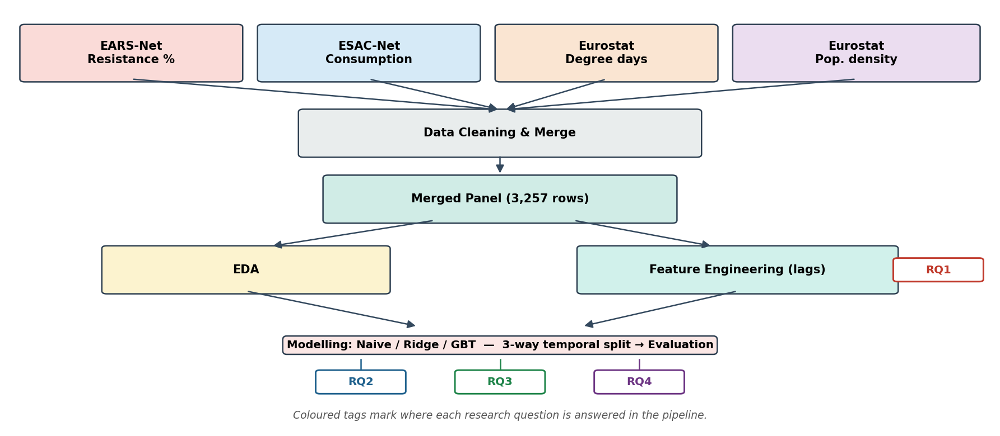 EARS-Net
Resistance %
ESAC-Net
Consumption
Eurostat
Degree days
Eurostat
Pop. density
Data Cleaning & Merge
Merged Panel (3,257 rows)
EDA
Feature Engineering (lags)
RQ1
Modelling: Naive / Ridge / GBT — 3-way temporal split → Evaluation
RQ2
RQ3
RQ4
Coloured tags mark where each research question is answered in the pipeline.